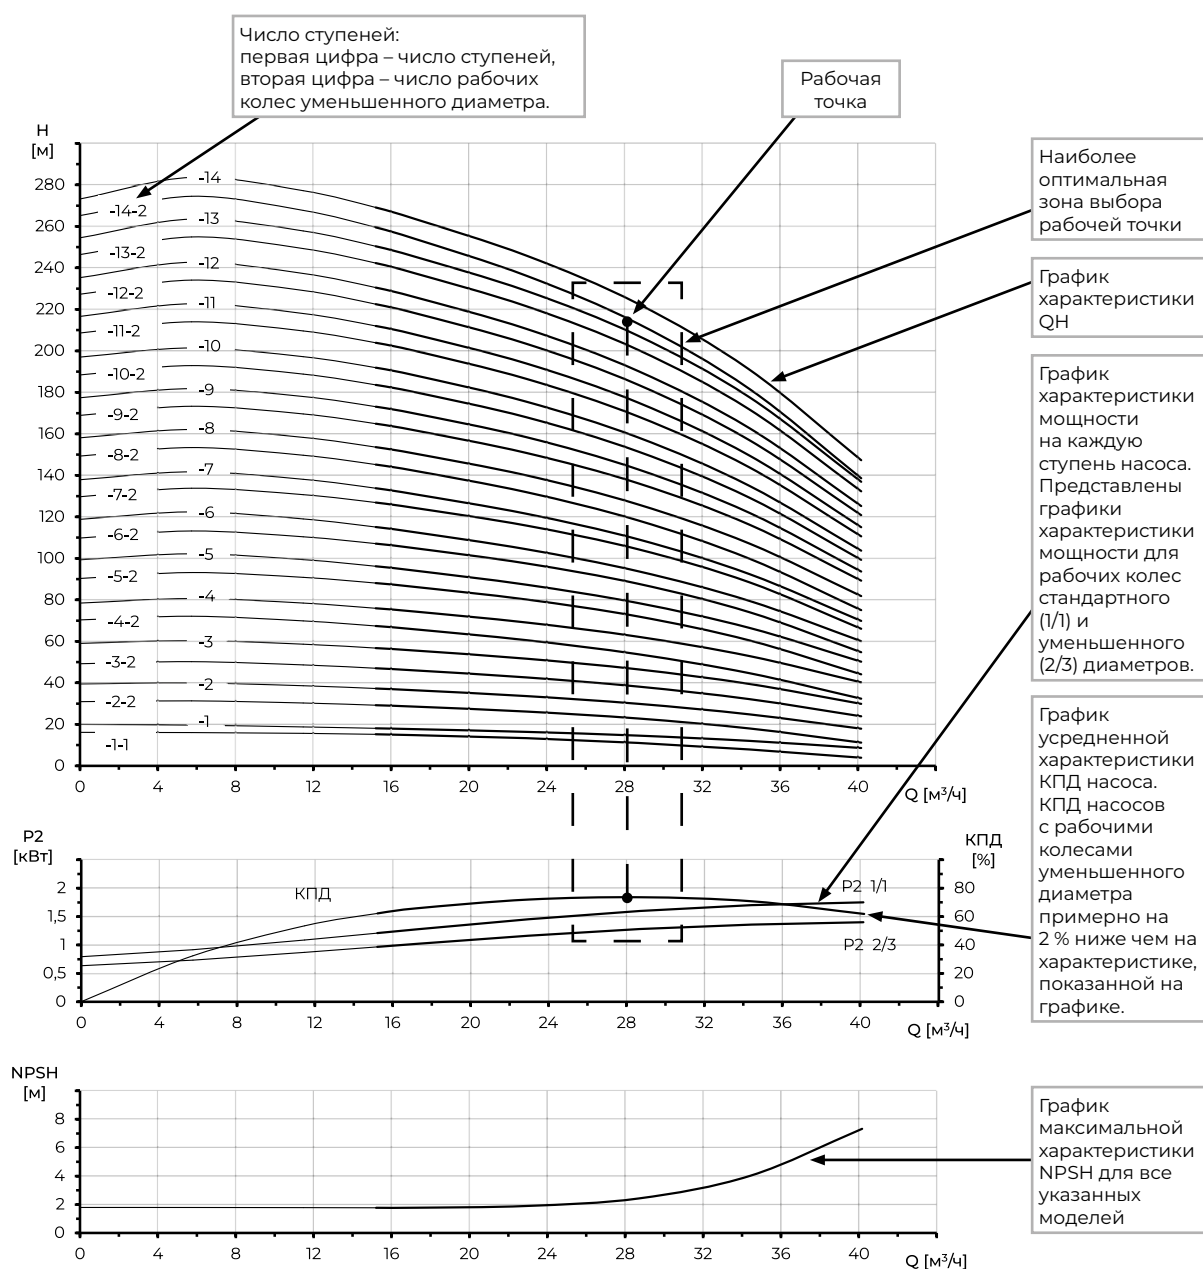 Число ступеней:
первая цифра – число ступеней,
вторая цифра – число рабочих
колес уменьшенного диаметра.
Рабочая
точка
H
[м]
280
260
240
220
200
180
160
140
120
100
80
60
40
20
0
-14
-14-2
-13
-13-2
-12
-12-2
-11
-11-2
-10
-10-2
-9
-9-2
-8
-8-2
-7
-7-2
-6
-6-2
-5
-5-2
-4
-4-2
-3
-3-2
-2
-2-2
-1
-1-1
0 4 8 12 16 20 24 28 32 36 40
Q [м³/ч]
Наиболее
оптимальная
зона выбора
рабочей точки
График
характеристики
QH
График
характеристики
мощности
на каждую
ступень насоса.
Представлены
графики
характеристики
мощности для
рабочих колес
стандартного
(1/1) и
уменьшенного
(2/3) диаметров.
График
усредненной
характеристики
КПД насоса.
КПД насосов
с рабочими
колесами
уменьшенного
диаметра
примерно на
2 % ниже чем на
характеристике,
показанной на
графике.
P2
[кВт]
2
1,5
1
0,5
0
КПД
P2 1/1
P2 2/3
КПД
[%]
80
60
40
20
0
0 4 8 12 16 20 24 28 32 36 40
Q [м³/ч]
NPSH
[м]
8
6
4
2
0
0 4 8 12 16 20 24 28 32 36 40
Q [м³/ч]
График
максимальной
характеристики
NPSH для все
указанных
моделей